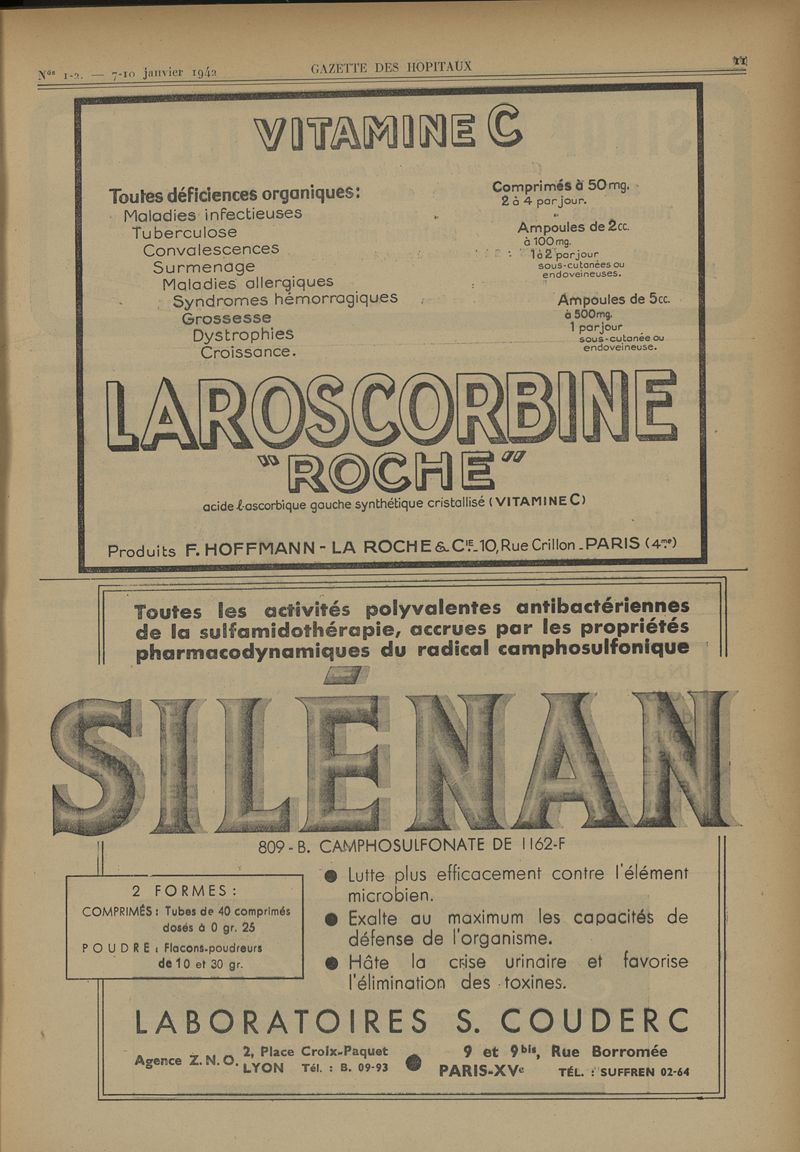 Nos 1-2. — 7-10 janvier 1942
GAZETTE DES HOPITAUX
11
VITAMINE C
Toutes déficiences organiques:
Maladies infectieuses
Tuberculose
Convalescences
Surmenage
Maladies allergiques
Syndromes hémorragiques
Grossesse
Dystrophies
Croissance.
Comprimés à 50mg.
2 à 4 par jour.
Ampoules de 2cc.
à 100mg.
1à2 par jour
sous-cutanées ou
endoveineuses.
Ampoules de 5cc.
à 500mg.
1 par jour
sous-cutanée ou
endoveineuse.
LAROSCORBINE
"ROCHE"
acide l-ascorbique gauche synthétique cristallisé (VITAMINE C)
Produits F. HOFFMANN - LA ROCHE & CIE_10, Rue Crillon _ PARIS (4me)
Toutes les activités polyvalentes antibactériennes
de la sulfamidothérapie, accrues par les propriétés
pharmacodynamiques du radical camphosulfonique
SILÉNAN
809 - B. CAMPHOSULFONATE DE 1162-F
2 FORMES :
COMPRIMÉS : Tubes de 40 comprimés
dosés à 0 gr. 25
POUDRE : Flacons-poudreurs
de 10 et 30 gr.
● Lutte plus efficacement contre l'élément
microbien.
● Exalte au maximum les capacités de
défense de l'organisme.
● Hâte la crise urinaire et favorise
l'élimination des toxines.
LABORATOIRES S. COUDERC
Agence Z. N. O. 2, Place Croix-Paquet
LYON Tél. : B. 09-93
● 9 et 9bis, Rue Borromée
PARIS-XVe TÉL. : SUFFREN 02-64